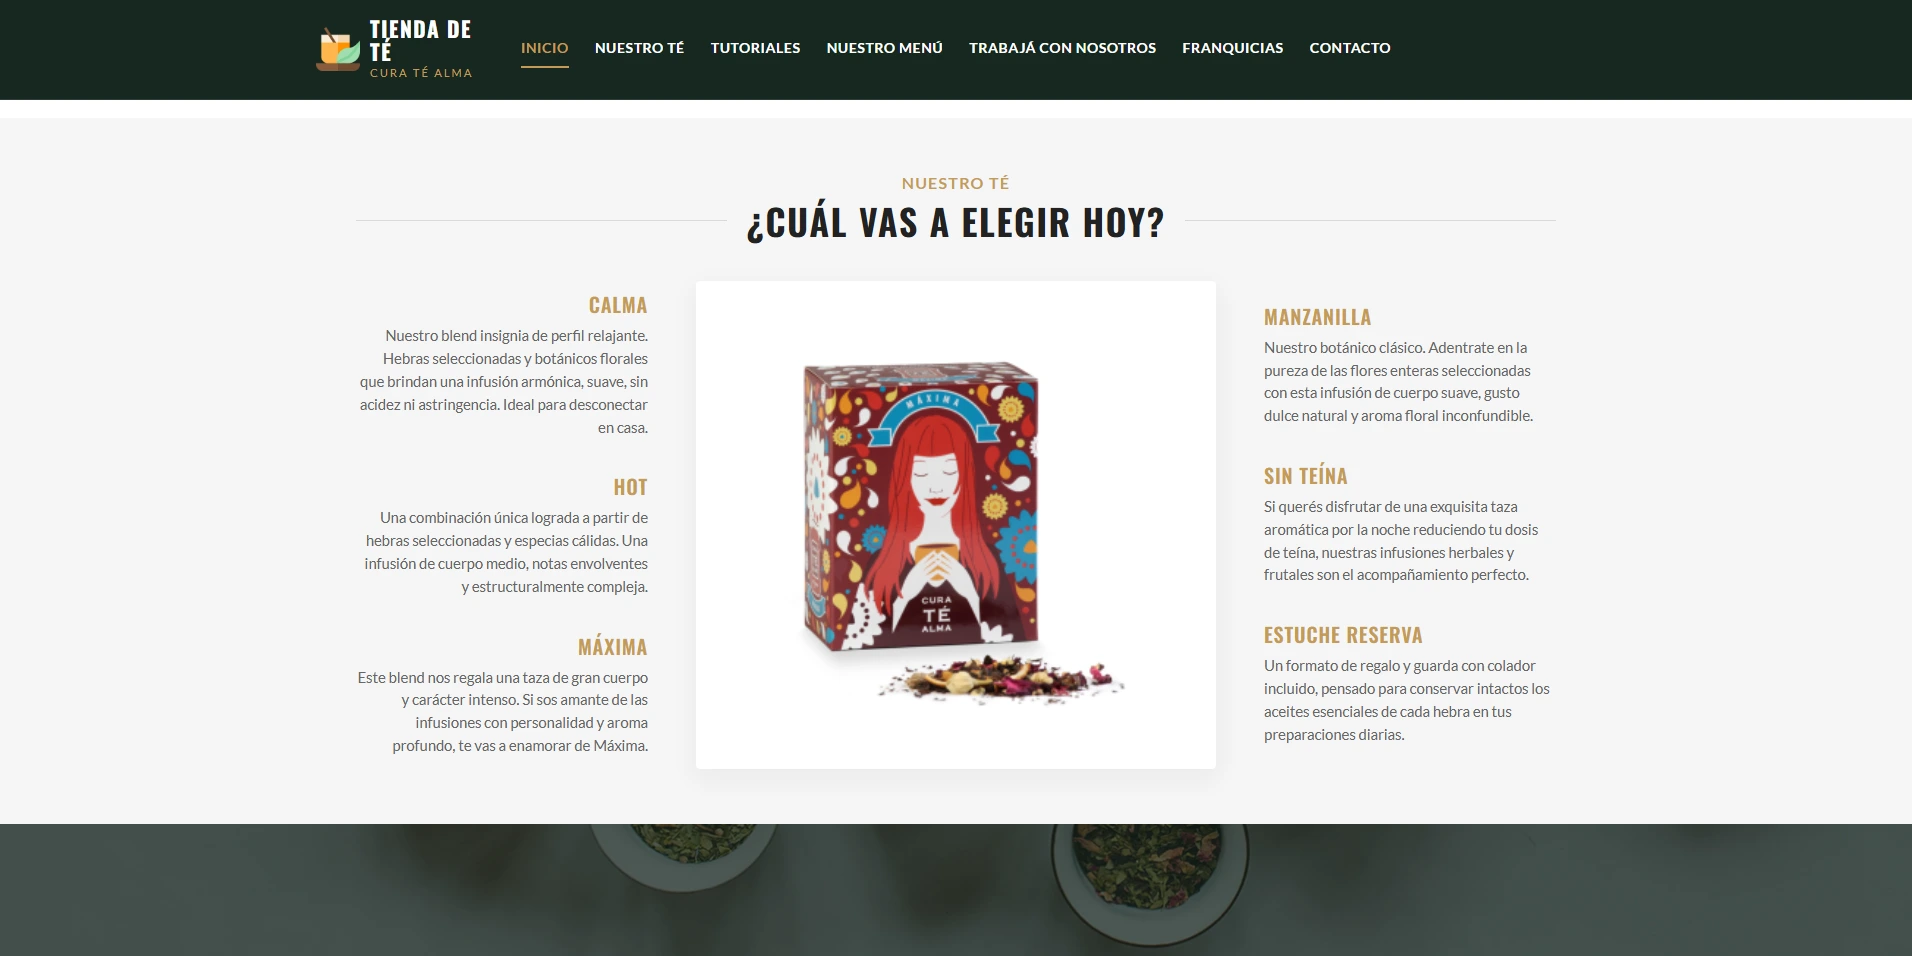 TIENDA DE
TÉ
CURA TÉ ALMA
INICIO
NUESTRO TÉ
TUTORIALES
NUESTRO MENÚ
TRABAJÁ CON NOSOTROS
FRANQUICIAS
CONTACTO
NUESTRO TÉ
¿CUÁL VAS A ELEGIR HOY?
CALMA
Nuestro blend insignia de perfil relajante.
Hebras seleccionadas y botánicos florales
que brindan una infusión armónica, suave, sin
acidez ni astringencia. Ideal para desconectar
en casa.
HOT
Una combinación única lograda a partir de
hebras seleccionadas y especias cálidas. Una
infusión de cuerpo medio, notas envolventes
y estructuralmente compleja.
MÁXIMA
Este blend nos regala una taza de gran cuerpo
y carácter intenso. Si sos amante de las
infusiones con personalidad y aroma
profundo, te vas a enamorar de Máxima.
MÁXIMA
CURA
TÉ
ALMA
MANZANILLA
Nuestro botánico clásico. Adentrate en la
pureza de las flores enteras seleccionadas
con esta infusión de cuerpo suave, gusto
dulce natural y aroma floral inconfundible.
SIN TEÍNA
Si querés disfrutar de una exquisita taza
aromática por la noche reduciendo tu dosis
de teína, nuestras infusiones herbales y
frutales son el acompañamiento perfecto.
ESTUCHE RESERVA
Un formato de regalo y guarda con colador
incluido, pensado para conservar intactos los
aceites esenciales de cada hebra en tus
preparaciones diarias.